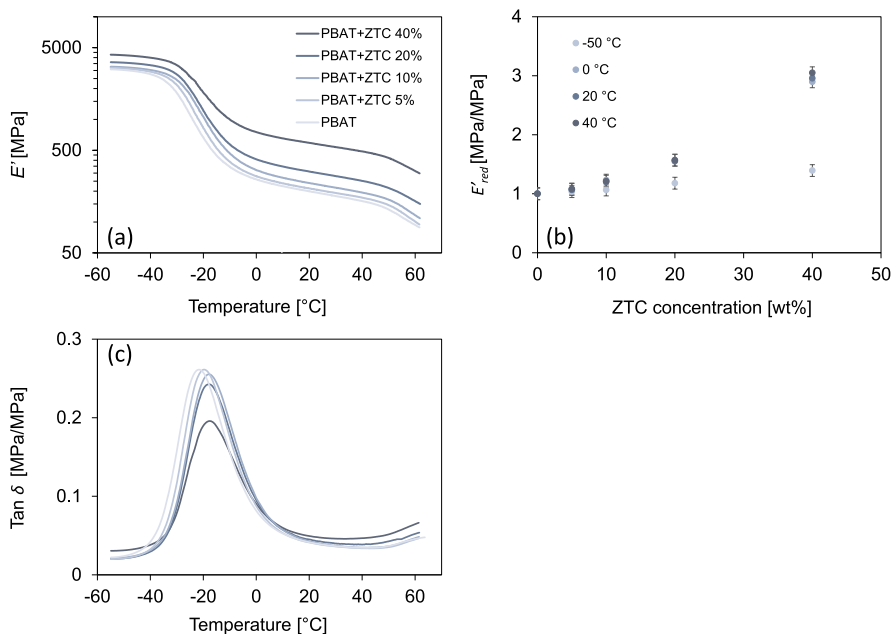 5000
500
50
E' [MPa]
PBAT+ZTC 40%
PBAT+ZTC 20%
PBAT+ZTC 10%
PBAT+ZTC 5%
PBAT
(a)
-60 -40 -20 0 20 40 60
Temperature [°C]
4
3
2
1
0
E'red [MPa/MPa]
-50 °C
0 °C
20 °C
40 °C
(b)
0 10 20 30 40 50
ZTC concentration [wt%]
0.3
0.2
0.1
0
Tan δ [MPa/MPa]
(c)
-60 -40 -20 0 20 40 60
Temperature [°C]